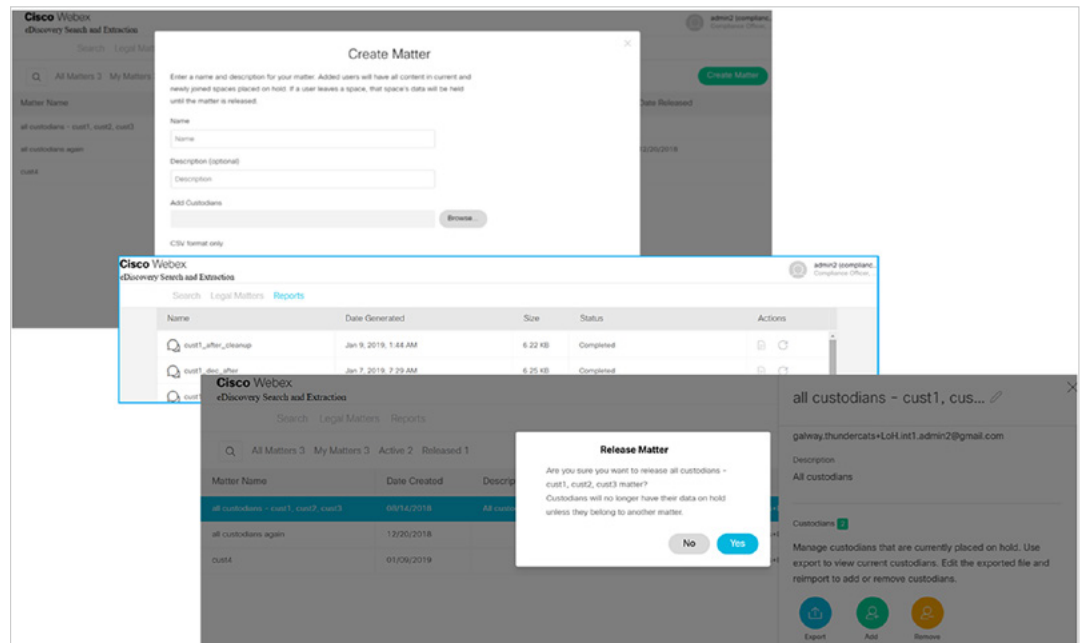 Cisco Webex
eDiscovery Search and Extraction
admin2 (complianc...
Compliance Officer,
Search Legal Matt
All Matters 3 My Matters
Create Matter
Matter Name
Date Released
all custodians - cust1, cust2, cust3
all custodians again
12/20/2018
cust4
Create Matter
Enter a name and description for your matter. Added users will have all content in current and
newly joined spaces placed on hold. If a user leaves a space, that space's data will be held
until the matter is released.
Name
Name
Description (optional)
Description
Add Custodians
Browse...
CSV format only
Cisco Webex
eDiscovery Search and Extraction
admin2 (complianc...
Compliance Officer,
Search Legal Matters Reports
Name Date Generated Size Status Actions
cust1_after_cleanup Jan 9, 2019, 1:44 AM 6.22 KB Completed
cust1_dec_after Jan 7, 2019, 7:29 AM 6.25 KB Completed
cust
Cisco Webex
eDiscovery Search and Extraction
Search Legal Matters Reports
All Matters 3 My Matters 3 Active 2 Released 1
Matter Name Date Created Descrip
all custodians - cust1, cust2, cust3 08/14/2018 All custo
all custodians again 12/20/2018
cust4 01/09/2019
Release Matter
Are you sure you want to release all custodians -
cust1, cust2, cust3 matter?
Custodians will no longer have their data on hold
unless they belong to another matter.
No Yes
all custodians - cust1, cus...
galway.thundercats+LoH.int1.admin2@gmail.com
Description
All custodians
Custodians 2
Manage custodians that are currently placed on hold. Use
export to view current custodians. Edit the exported file and
reimport to add or remove custodians.
Export Add Remove